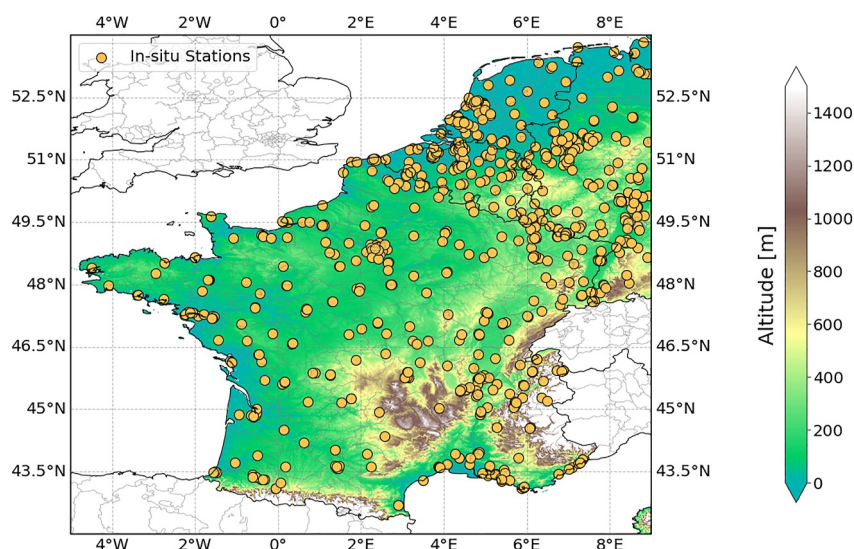 4°W 2°W 0° 2°E 4°E 6°E 8°E
In-situ Stations
52.5°N 52.5°N
51°N 51°N
49.5°N 49.5°N
48°N 48°N
46.5°N 46.5°N
45°N 45°N
43.5°N 43.5°N
4°W 2°W 0° 2°E 4°E 6°E 8°E
Altitude [m]
1400
1200
1000
800
600
400
200
0